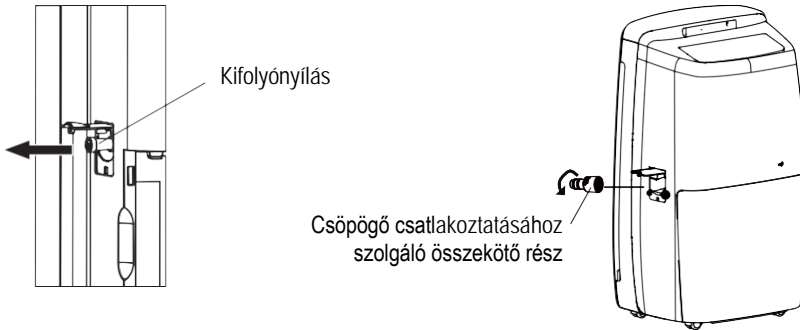 Kifolyónyílás
Csöpögő csatlakoztatásához
szolgáló összekötő rész